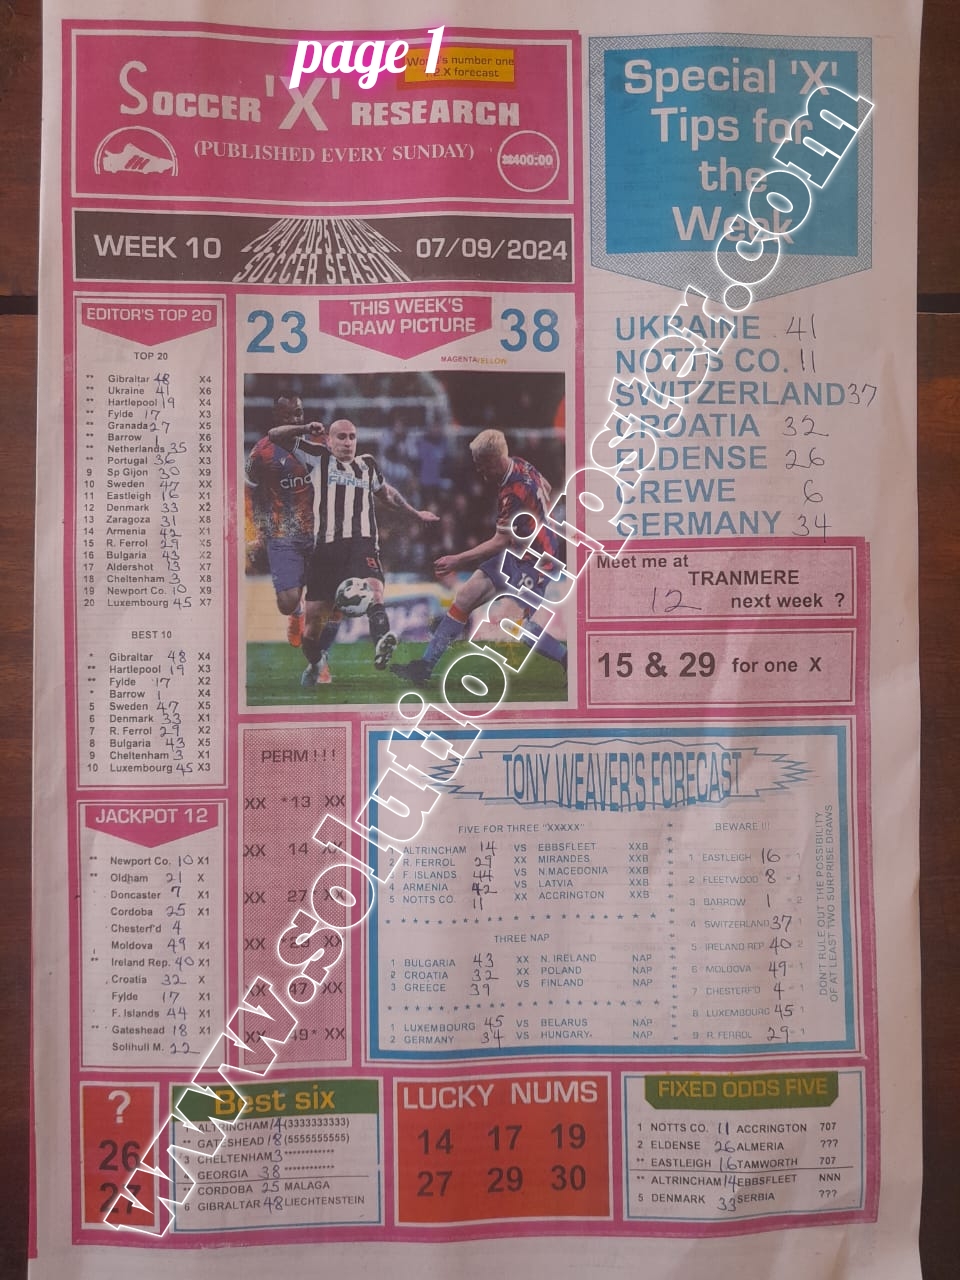 page 1
World's number one
1.2.X forecast
SOCCER 'X' RESEARCH
(PUBLISHED EVERY SUNDAY)
400:00
WEEK 10
SOCCER SEASON
07/09/2024
Special 'X'
Tips for
the
Week
UKRAINE 41
NOTTS CO. 11
SWITZERLAND 37
CROATIA 32
ELDENSE 26
CREWE 6
GERMANY 34
Meet me at
TRANMERE
12 next week ?
15 & 29 for one X
EDITOR'S TOP 20
TOP 20
** Gibraltar 48 X4
** Ukraine 41 X6
** Hartlepool 19 X4
** Fylde 17 X3
** Granada 27 X5
** Barrow 1 X6
** Netherlands 35 XX
** Portugal 36 X3
9 Sp Gijon 30 X9
10 Sweden 47 XX
11 Eastleigh 16 X1
12 Denmark 33 X2
13 Zaragoza 31 X8
14 Armenia 42 X1
15 R. Ferrol 29 X5
16 Bulgaria 43 X2
17 Aldershot 13 X7
18 Cheltenham 3 X8
19 Newport Co. 10 X9
20 Luxembourg 45 X7
BEST 10
* Gibraltar 48 X4
** Hartlepool 19 X3
** Fylde 17 X2
* Barrow 1 X4
5 Sweden 47 X5
6 Denmark 33 X1
7 R. Ferrol 29 X2
8 Bulgaria 43 X5
9 Cheltenham 3 X1
10 Luxembourg 45 X3
23
THIS WEEK'S
DRAW PICTURE
38
MAGENTA YELLOW
JACKPOT 12
** Newport Co. 10 X1
** Oldham 21 X
Doncaster 7 X1
Cordoba 25 X1
Chesterf'd 4
Moldova 49 X1
** Ireland Rep. 40 X1
Croatia 32 X
Fylde 17 X1
F. Islands 44 X1
** Gateshead 18 X1
Solihull M. 22
PERM ! ! !
XX *13 XX
XX 14 XX
XX 27* XX
XX XX
XX 47 XX
XX 49* XX
TONY WEAVER'S FORECAST
FIVE FOR THREE "XXXXX"
ALTRINCHAM 14 VS EBBSFLEET XXB
2 R. FERROL 29 XX MIRANDES XXB
3 F. ISLANDS 44 VS N.MACEDONIA XXB
4 ARMENIA 42 VS LATVIA XXB
5 NOTTS CO. 11 XX ACCRINGTON XXB
THREE NAP
1 BULGARIA 43 XX N. IRELAND NAP
2 CROATIA 32 XX POLAND NAP
3 GREECE 39 VS FINLAND NAP
1 LUXEMBOURG 45 VS BELARUS NAP
2 GERMANY 34 VS HUNGARY. NAP
BEWARE !!!
1 EASTLEIGH 16 - 1
2 FLEETWOOD 8 - 1
3 BARROW 1 - 2
4 SWITZERLAND 37 1
5 IRELAND REP 40 2
6 MOLDOVA 49 - 1
7 CHESTERF'D 4 - 1
8 LUXEMBOURG 45 1
9 R. FERROL 29 - 1
DON'T RULE OUT THE POSSIBILITY
OF AT LEAST TWO SURPRISE DRAWS
?
26
27
Best six
ALTRINCHAM 14 (3333333333)
** GATESHEAD 18 (5555555555)
3 CHELTENHAM 3 ************
4 GEORGIA 38 ************
CORDOBA 25 MALAGA
6 GIBRALTAR 48 LIECHTENSTEIN
LUCKY NUMS
14 17 19
27 29 30
FIXED ODDS FIVE
1 NOTTS CO. 11 ACCRINGTON 707
2 ELDENSE 26 ALMERIA ???
** EASTLEIGH 16 TAMWORTH 707
** ALTRINCHAM 14 EBBSFLEET NNN
5 DENMARK 33 SERBIA ???
www.solutiontipster.com